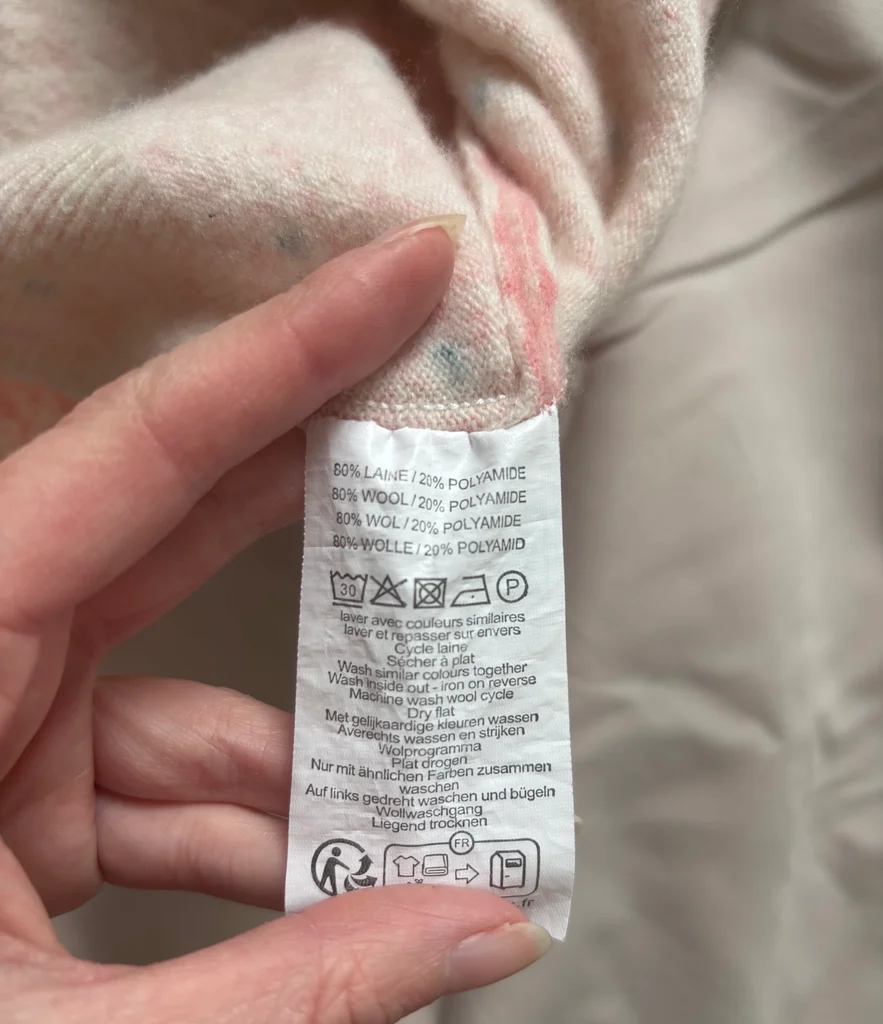 80% LAINE / 20% POLYAMIDE
80% WOOL / 20% POLYAMIDE
80% WOL / 20% POLYAMIDE
80% WOLLE / 20% POLYAMID
30 P
laver avec couleurs similaires
laver et repasser sur envers
Cycle laine
Sécher à plat
Wash similar colours together
Wash inside out - iron on reverse
Machine wash wool cycle
Dry flat
Met gelijkaardige kleuren wassen
Averechts wassen en strijken
Wolprogramma
Plat drogen
Nur mit ähnlichen Farben zusammen
waschen
Auf links gedreht waschen und bügeln
Wollwaschgang
Liegend trocknen
FR
.fr